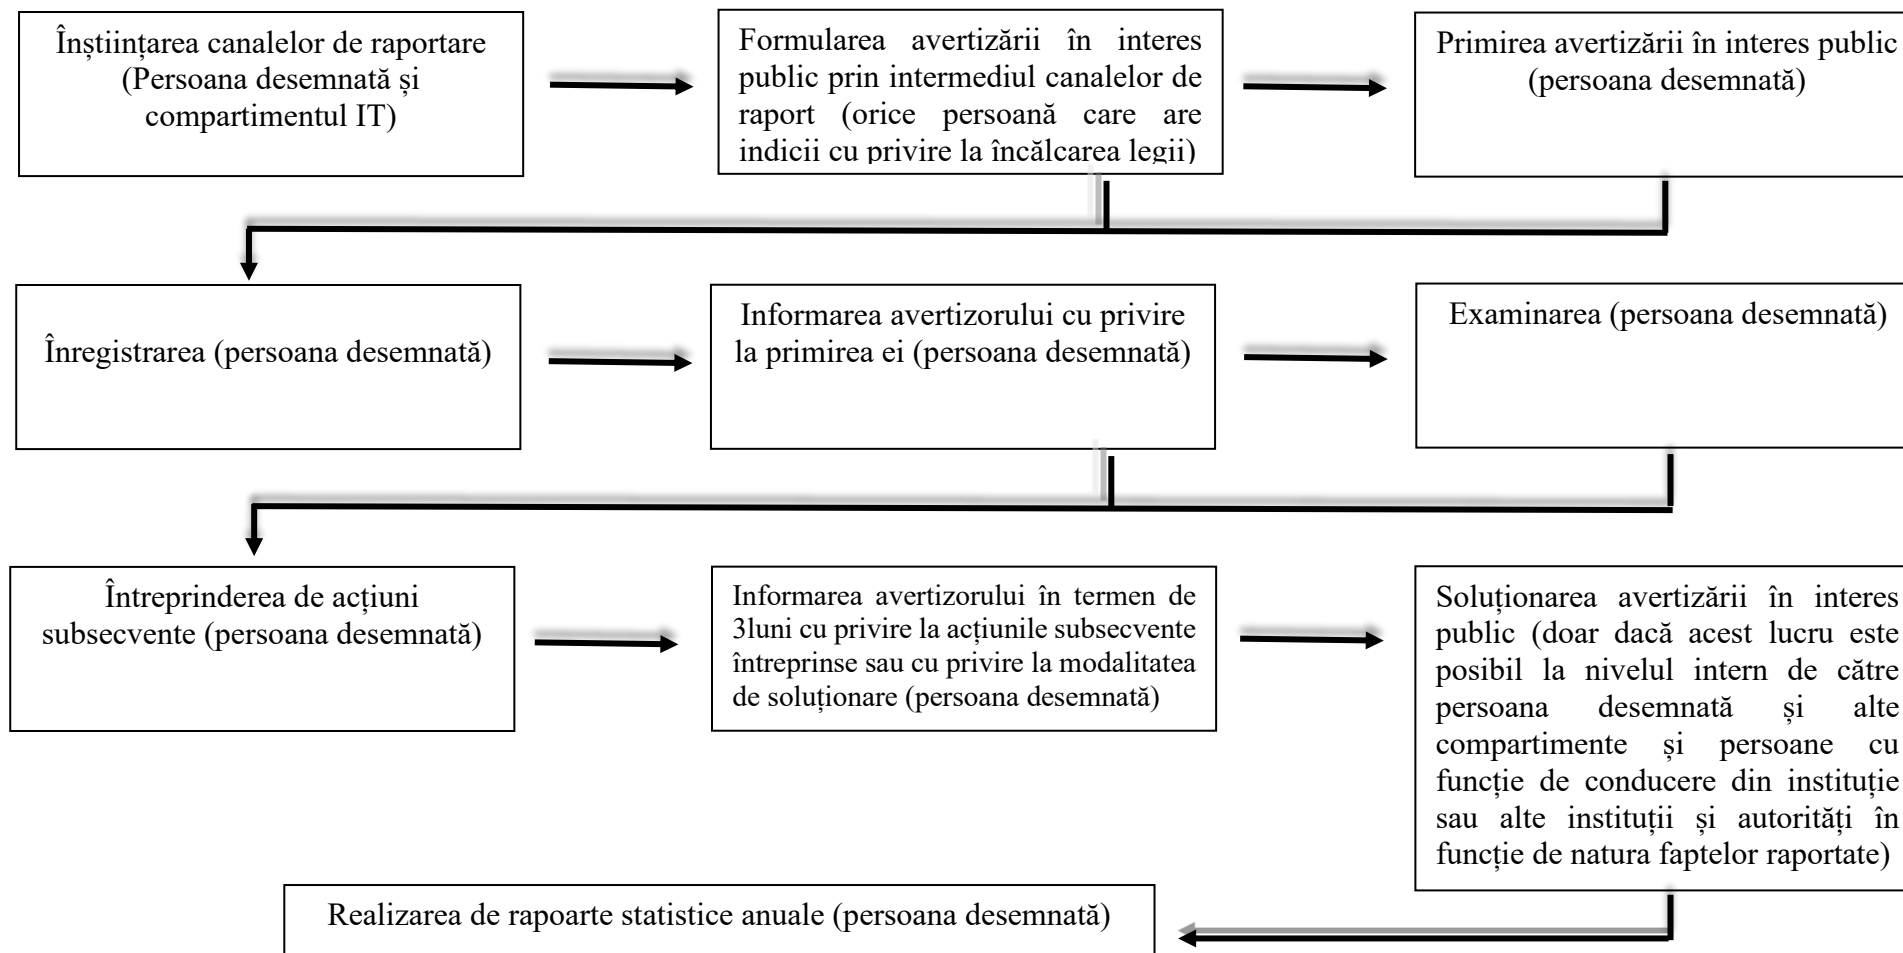 Înștiințarea canalelor de raportare
(Persoana desemnată și
compartimentul IT)
Formularea avertizării în interes
public prin intermediul canalelor de
raport (orice persoană care are
indicii cu privire la încălcarea legii)
Primirea avertizării în interes public
(persoana desemnată)
Înregistrarea (persoana desemnată)
Informarea avertizorului cu privire
la primirea ei (persoana desemnată)
Examinarea (persoana desemnată)
Întreprinderea de acțiuni
subsecvente (persoana desemnată)
Informarea avertizorului în termen de
3luni cu privire la acțiunile subsecvente
întreprinse sau cu privire la modalitatea
de soluționare (persoana desemnată)
Soluționarea avertizării în interes
public (doar dacă acest lucru este
posibil la nivelul intern de către
persoana desemnată și alte
compartimente și persoane cu
funcție de conducere din instituție
sau alte instituții și autorități în
funcție de natura faptelor raportate)
Realizarea de rapoarte statistice anuale (persoana desemnată)